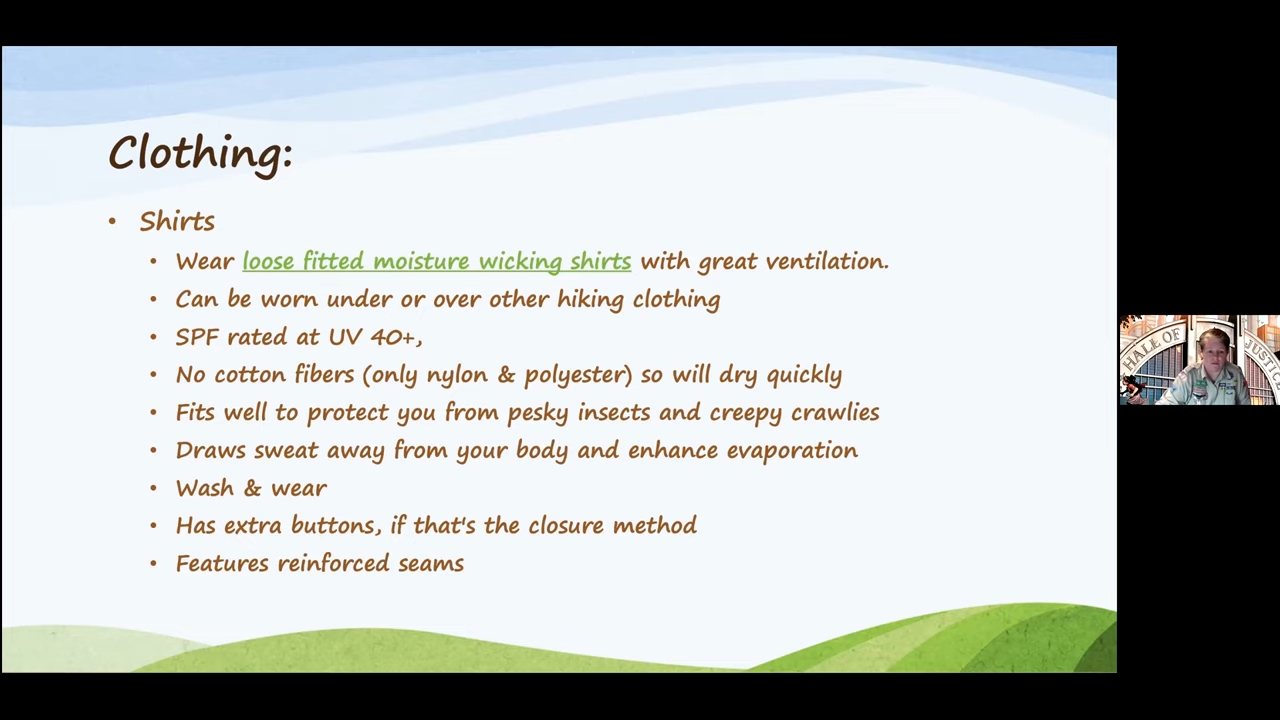 Clothing:
• Shirts
• Wear loose fitted moisture wicking shirts with great ventilation.
• Can be worn under or over other hiking clothing
• SPF rated at UV 40+,
• No cotton fibers (only nylon & polyester) so will dry quickly
• Fits well to protect you from pesky insects and creepy crawlies
• Draws sweat away from your body and enhance evaporation
• Wash & wear
• Has extra buttons, if that's the closure method
• Features reinforced seams
HALL OF JUSTICE